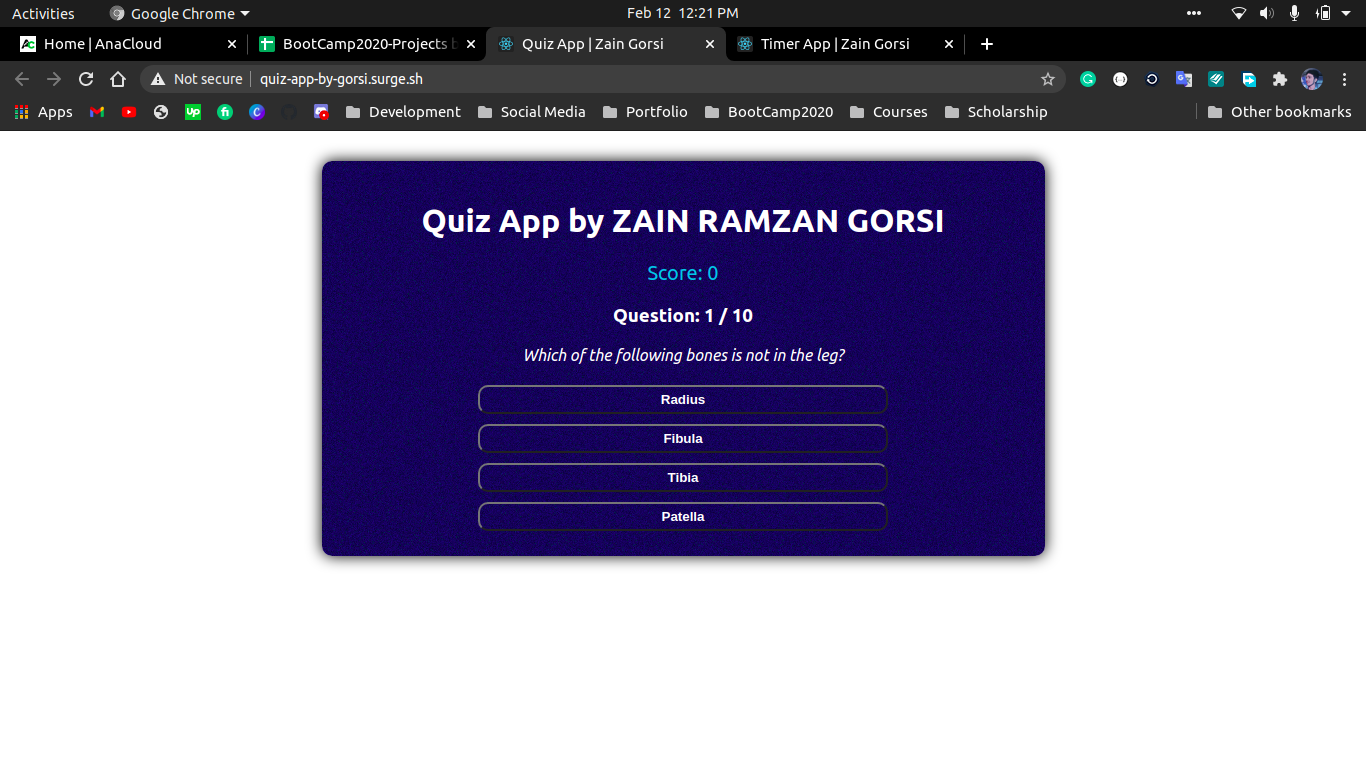 Activities Google Chrome Feb 12 12:21 PM
Home | AnaCloud BootCamp2020-Projects Quiz App | Zain Gorsi Timer App | Zain Gorsi
Not secure quiz-app-by-gorsi.surge.sh
Apps Up fi C Development Social Media Portfolio BootCamp2020 Courses Scholarship Other bookmarks
Quiz App by ZAIN RAMZAN GORSI
Score: 0
Question: 1 / 10
Which of the following bones is not in the leg?
Radius
Fibula
Tibia
Patella